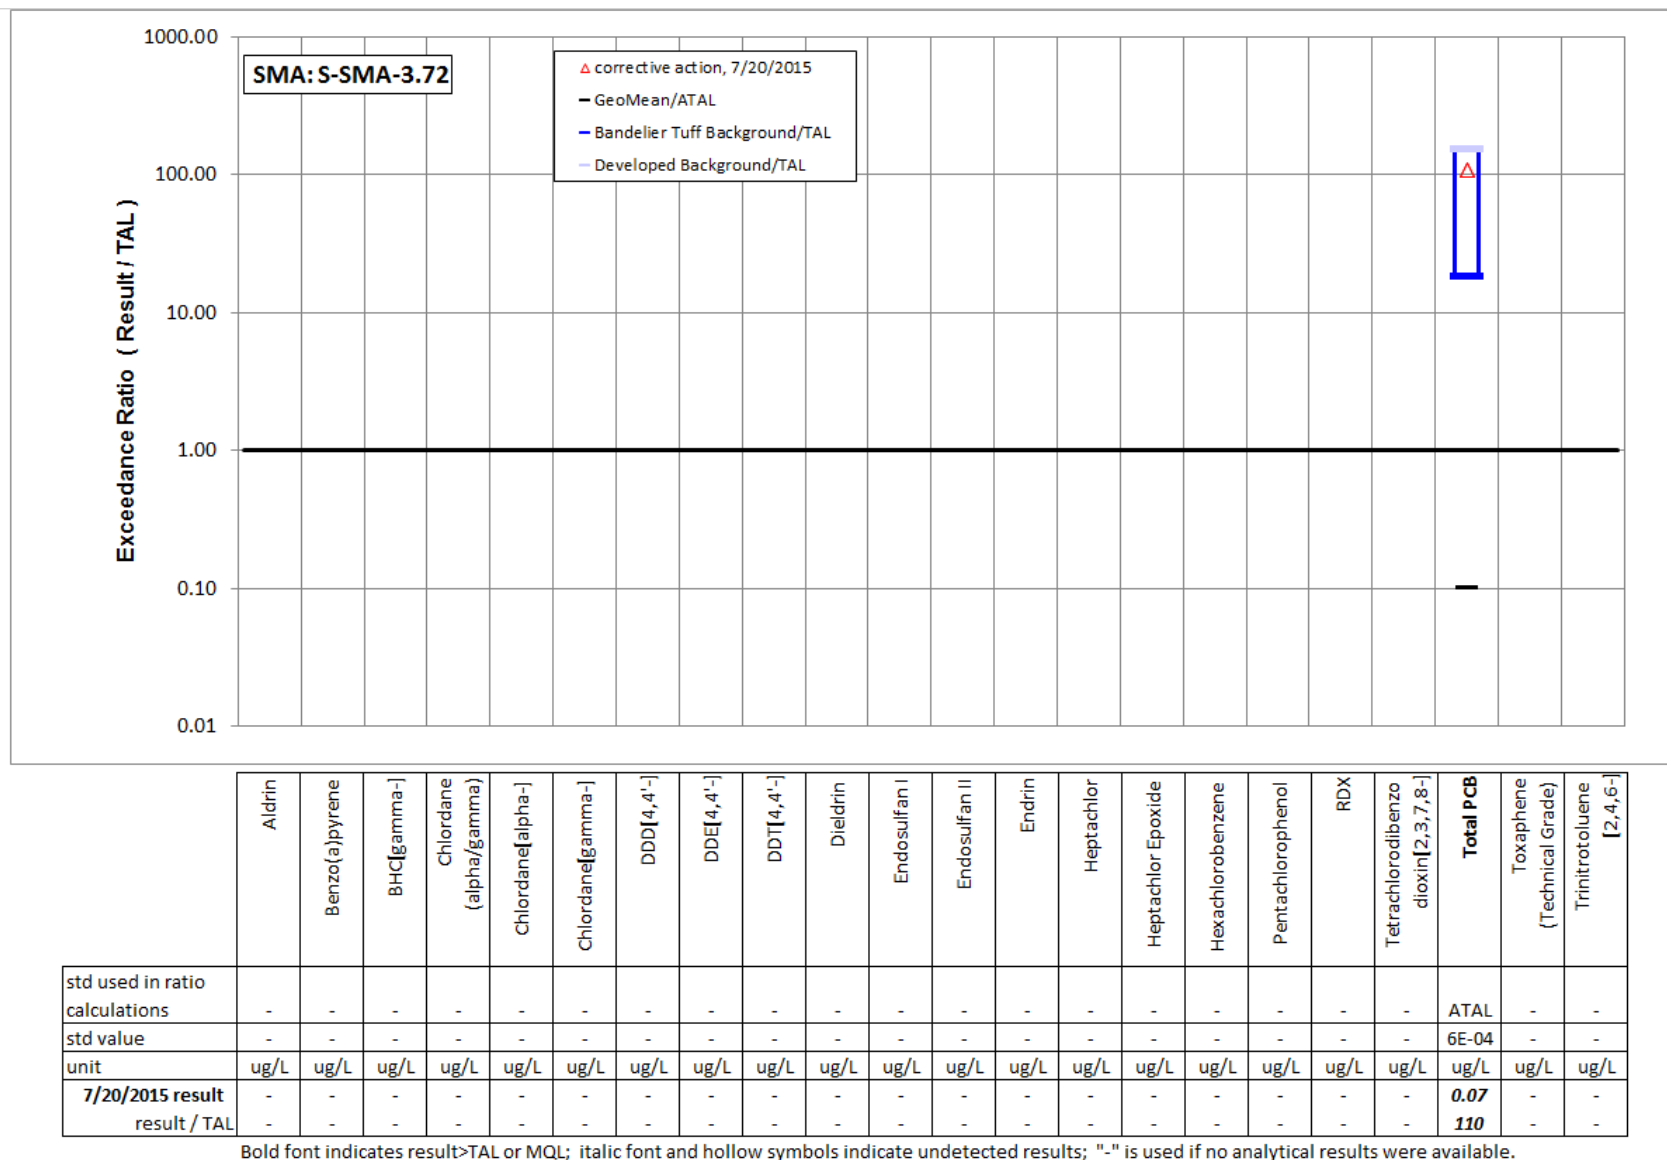 1000.00
100.00
10.00
1.00
0.10
0.01
Exceedance Ratio ( Result / TAL )
SMA: S-SMA-3.72
corrective action, 7/20/2015
GeoMean/ATAL
Bandelier Tuff Background/TAL
Developed Background/TAL
Aldrin
Benzo(a)pyrene
BHC[gamma-]
Chlordane
(alpha/gamma)
Chlordane[alpha-]
Chlordane[gamma-]
DDD[4,4'-]
DDE[4,4'-]
DDT[4,4'-]
Dieldrin
Endosulfan I
Endosulfan II
Endrin
Heptachlor
Heptachlor Epoxide
Hexachlorobenzene
Pentachlorophenol
RDX
Tetrachlorodibenzo
dioxin[2,3,7,8-]
Total PCB
Toxaphene
(Technical Grade)
Trinitrotoluene
[2,4,6-]
std used in ratio
calculations - - - - - - - - - - - - - - - - - - - ATAL - -
std value - - - - - - - - - - - - - - - - - - - 6E-04 - -
unit ug/L ug/L ug/L ug/L ug/L ug/L ug/L ug/L ug/L ug/L ug/L ug/L ug/L ug/L ug/L ug/L ug/L ug/L ug/L ug/L ug/L ug/L
7/20/2015 result - - - - - - - - - - - - - - - - - - - 0.07 - -
result / TAL - - - - - - - - - - - - - - - - - - - 110 - -
Bold font indicates result>TAL or MQL; italic font and hollow symbols indicate undetected results; "-" is used if no analytical results were available.